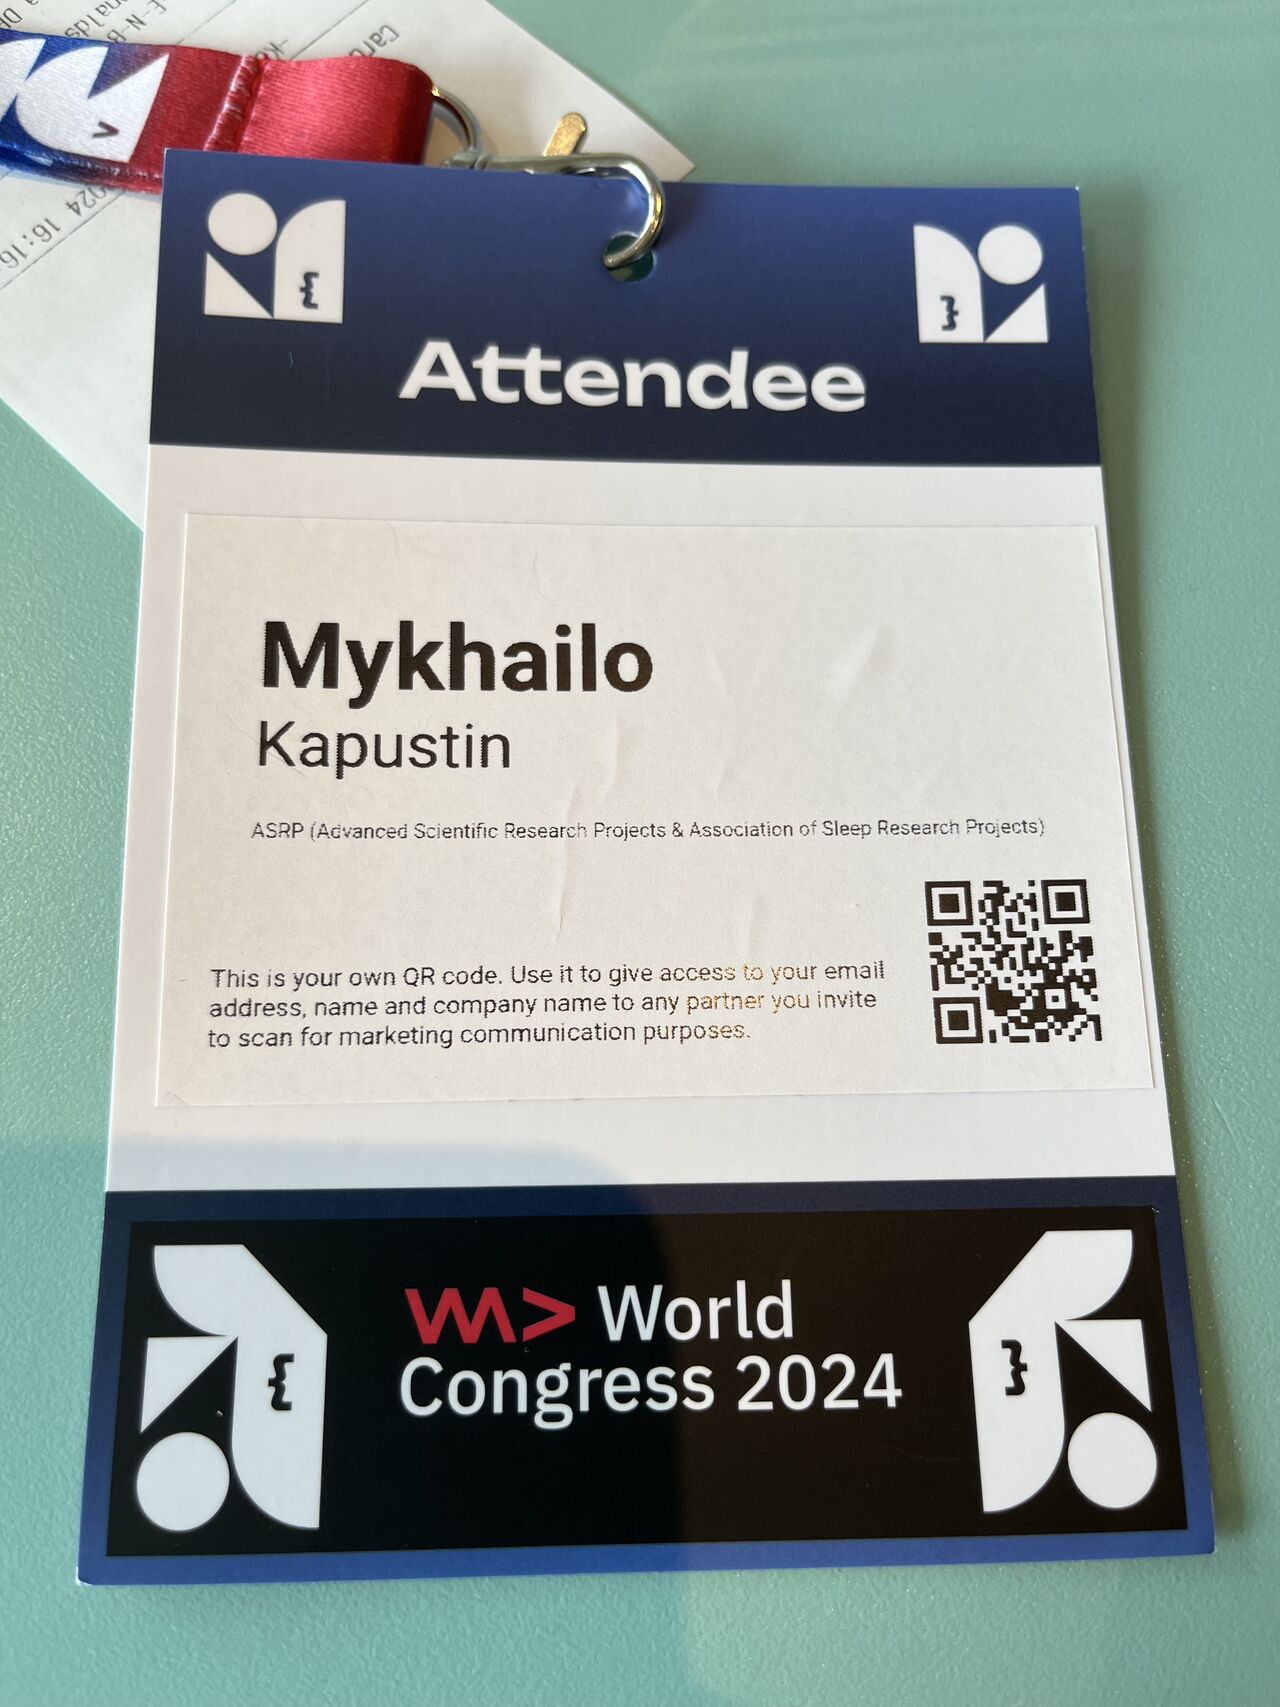 Attendee
Mykhailo
Kapustin
ASRP (Advanced Scientific Research Projects & Association of Sleep Research Projects)
This is your own QR code. Use it to give access to your email
address, name and company name to any partner you invite
to scan for marketing communication purposes.
World
Congress 2024
16:16